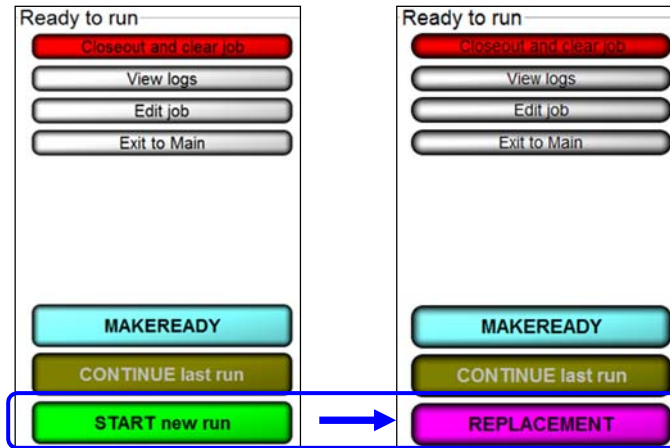 Ready to run
Closeout and clear job
View logs
Edit job
Exit to Main
MAKEREADY
CONTINUE last run
START new run
Ready to run
Closeout and clear job
View logs
Edit job
Exit to Main
MAKEREADY
CONTINUE last run
REPLACEMENT